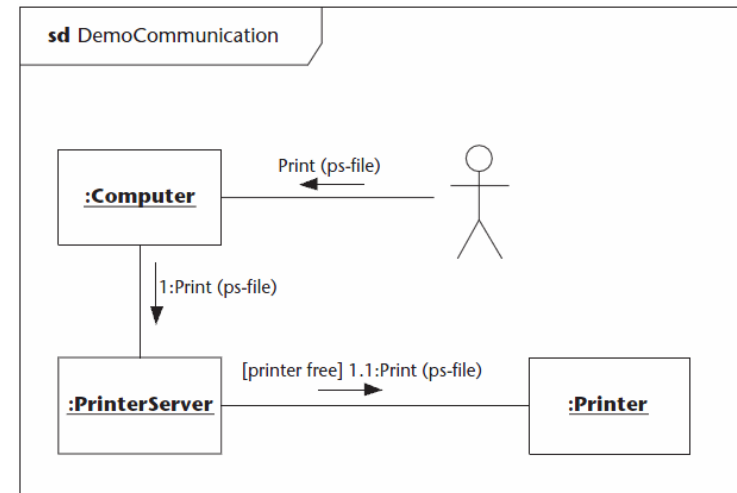 sd DemoCommunication
Print (ps-file)
:Computer
1:Print (ps-file)
[printer free] 1.1:Print (ps-file)
:PrinterServer
:Printer